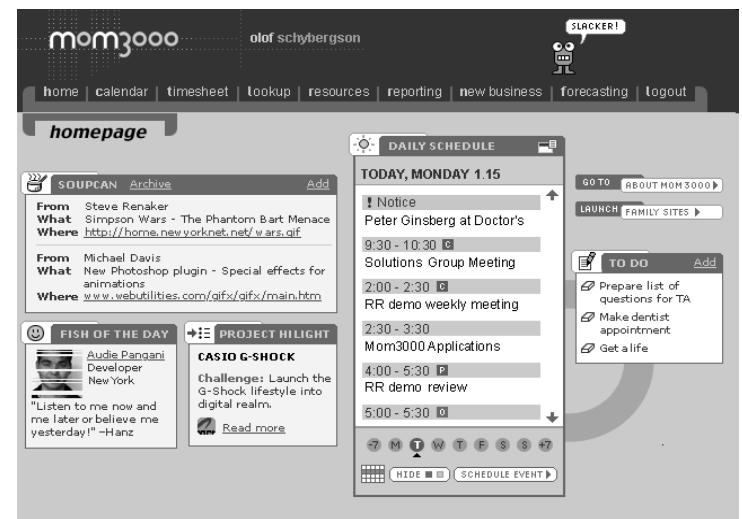 mom3000
olof schybergson
SLACKER!
home | calendar | timesheet | lookup | resources | reporting | new business | forecasting | logout
homepage
SOUPCAN Archive Add
From Steve Renaker
What Simpson Wars - The Phantom Bart Menace
Where http://home.newyorknet.net/wars.gif
From Michael Davis
What New Photoshop plugin - Special effects for
animations
Where www.webutilities.com/gifx/gifx/main.htm
FISH OF THE DAY
Audie Pangani
Developer
New York
"Listen to me now and
me later or believe me
yesterday!" –Hanz
PROJECT HILIGHT
CASIO G-SHOCK
Challenge: Launch the
G-Shock lifestyle into
digital realm.
Read more
DAILY SCHEDULE
TODAY, MONDAY 1.15
! Notice
Peter Ginsberg at Doctor's
9:30 - 10:30 C
Solutions Group Meeting
2:00 - 2:30 C
RR demo weekly meeting
2:30 - 3:30
Mom3000 Applications
4:00 - 5:30 P
RR demo review
5:00 - 5:30 O
-7 M T W T F S S +7
HIDE SCHEDULE EVENT
GO TO ABOUT MOM3000
LAUNCH FAMILY SITES
TO DO Add
Prepare list of
questions for TA
Make dentist
appointment
Get a life